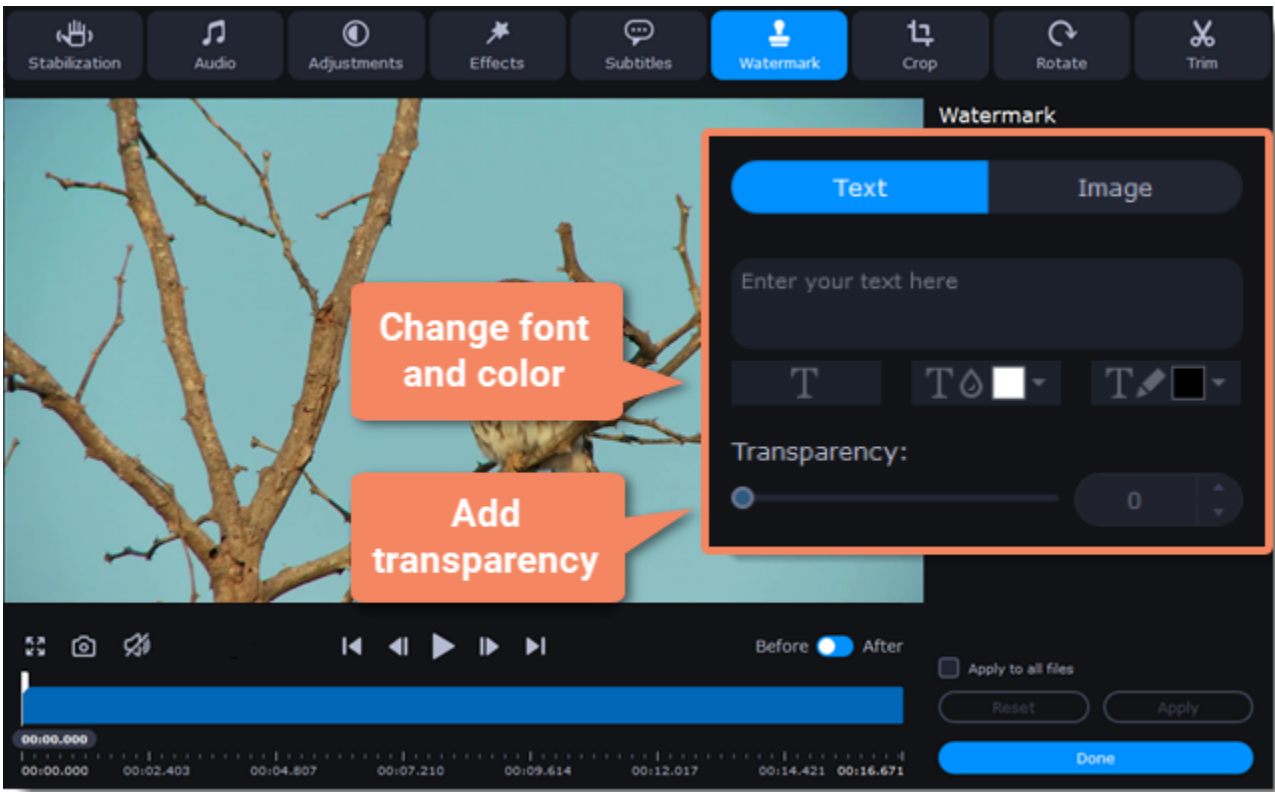 Stabilization
Audio
Adjustments
Effects
Subtitles
Watermark
Crop
Rotate
Trim
Watermark
Text
Image
Enter your text here
Change font
and color
T
T
T
Transparency:
0
Add
transparency
Before
After
Apply to all files
Reset
Apply
00:00.000
00:00.000
00:02.403
00:04.807
00:07.210
00:09.614
00:12.017
00:14.421
00:16.671
Done